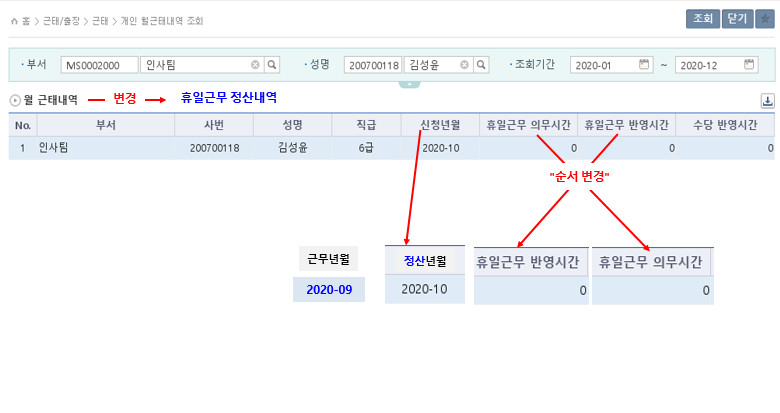 홈 > 근태/출장 > 근태 > 개인 월근태내역 조회
조회 닫기
부서 MS0002000 인사팀 성명 200700118 김성윤 조회기간 2020-01 ~ 2020-12
월 근태내역 변경 휴일근무 정산내역
No. 부서 사번 성명 직급 신청년월 휴일근무 의무시간 휴일근무 반영시간 수당 반영시간
1 인사팀 200700118 김성윤 6급 2020-10 0 0 0
"순서 변경"
근무년월 정산년월 휴일근무 반영시간 휴일근무 의무시간
2020-09 2020-10 0 0